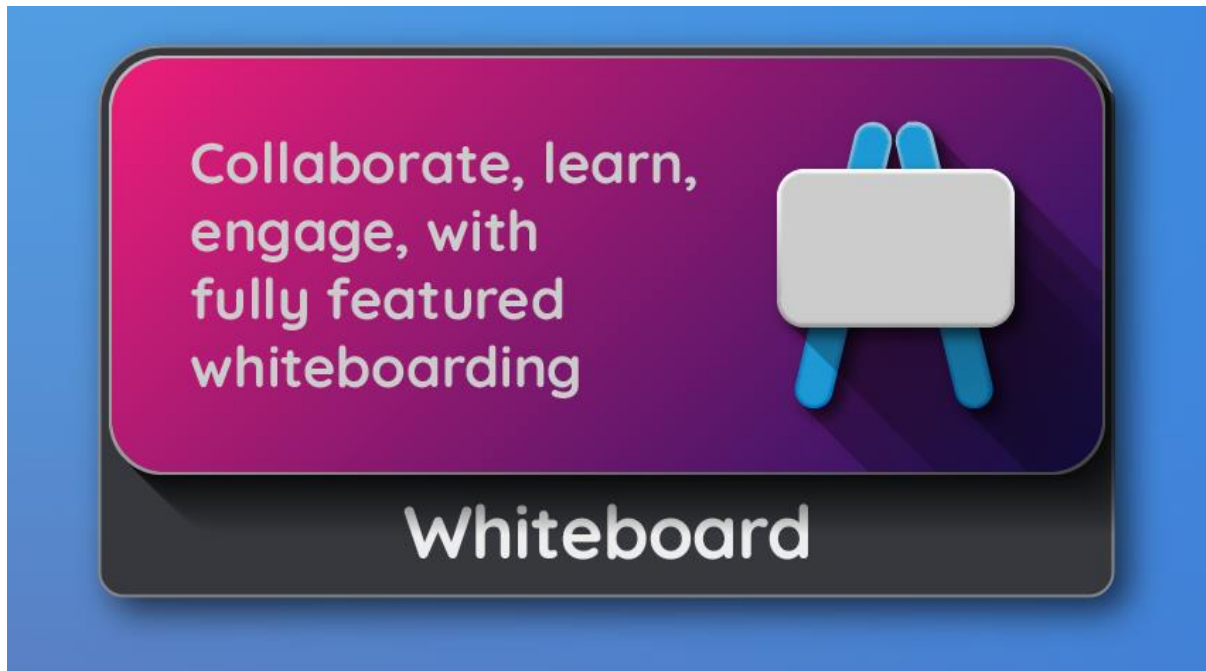 Collaborate, learn,
engage, with
fully featured
whiteboarding
Whiteboard